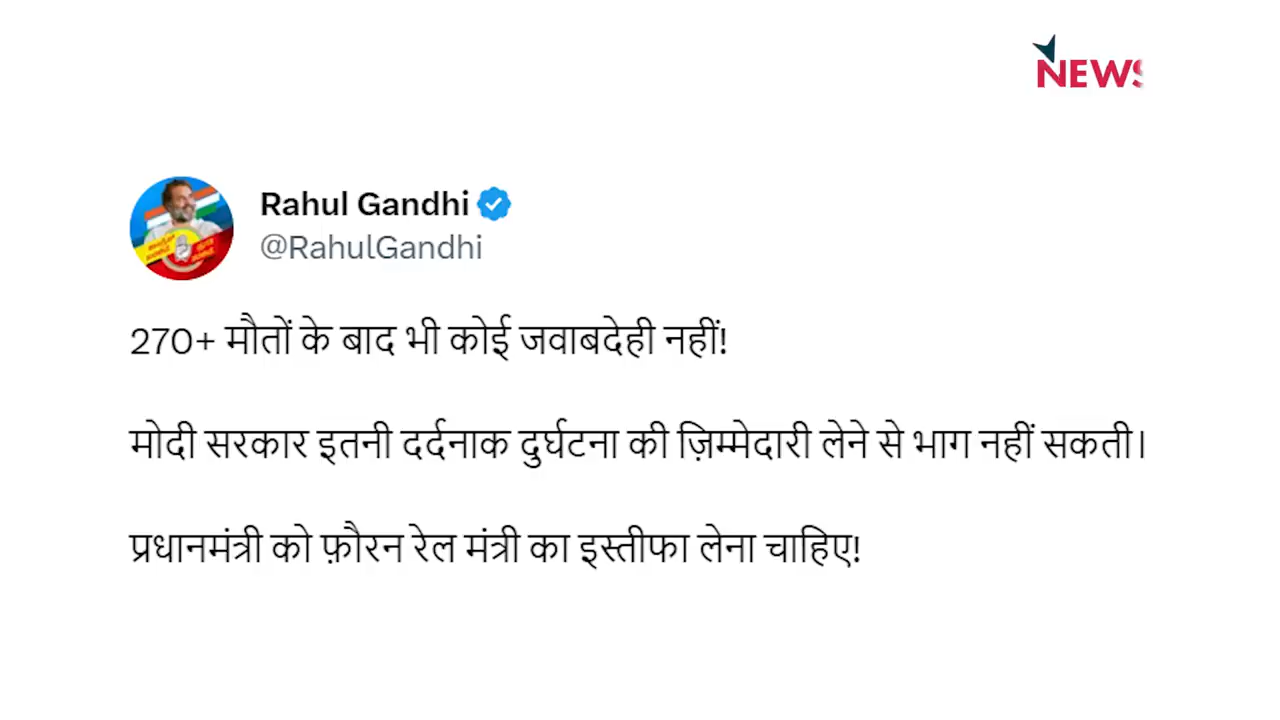 NEWS
Rahul Gandhi
@RahulGandhi
270+ मौतों के बाद भी कोई जवाबदेही नहीं!
मोदी सरकार इतनी दर्दनाक दुर्घटना की ज़िम्मेदारी लेने से भाग नहीं सकती।
प्रधानमंत्री को फ़ौरन रेल मंत्री का इस्तीफा लेना चाहिए!